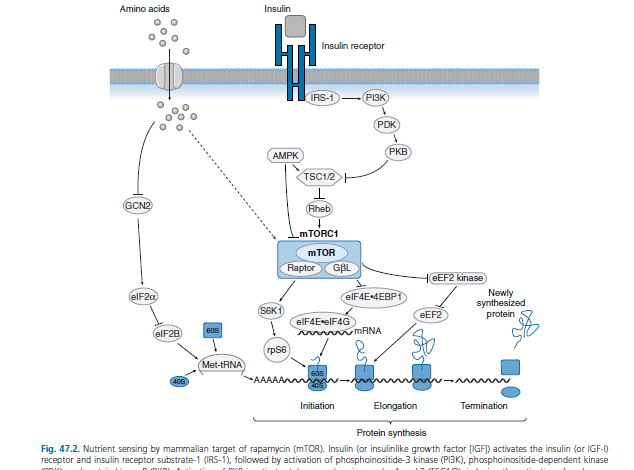 Amino acids
Insulin
Insulin receptor
IRS-1
PI3K
PDK
PKB
AMPK
TSC1/2
GCN2
Rheb
mTORC1
mTOR
Raptor
GβL
eEF2 kinase
eIF2α
eIF4E•4EBP1
Newly
synthesized
protein
S6K1
eIF4E•eIF4G
eEF2
eIF2B
60S
mRNA
rpS6
Met-tRNA
40S
AAAAA
60S
40S
Initiation
Elongation
Termination
Protein synthesis
Fig. 47.2. Nutrient sensing by mammalian target of rapamycin (mTOR). Insulin (or insulinlike growth factor [IGF]) activates the insulin (or IGF-I)
receptor and insulin receptor substrate-1 (IRS-1), followed by activation of phosphoinositide-3 kinase (PI3K), phosphoinositide-dependent kinase